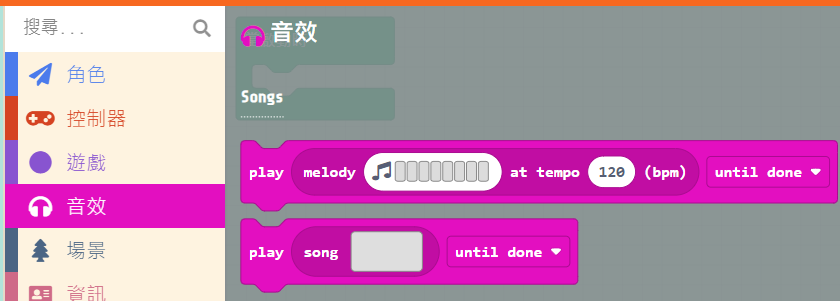 搜尋...
角色
控制器
遊戲
音效
場景
資訊
音效
Songs
play melody at tempo 120 (bpm) until done
play song until done